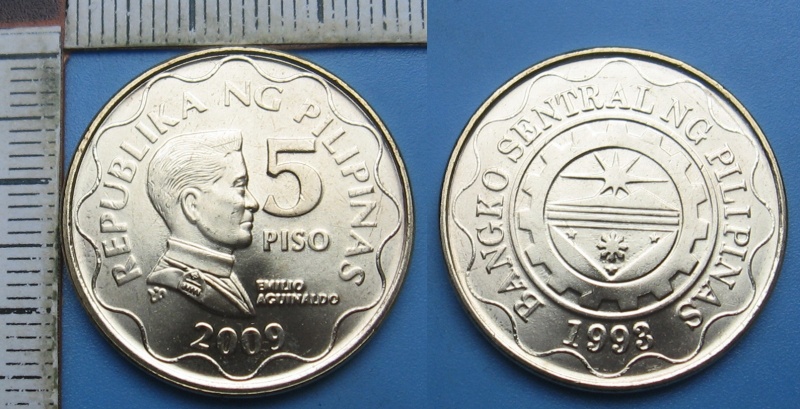 REPUBLIKA NG PILIPINAS
5
PISO
EMILIO
AGUINALDO
2009
BANGKO SENTRAL NG PILIPINAS
1993